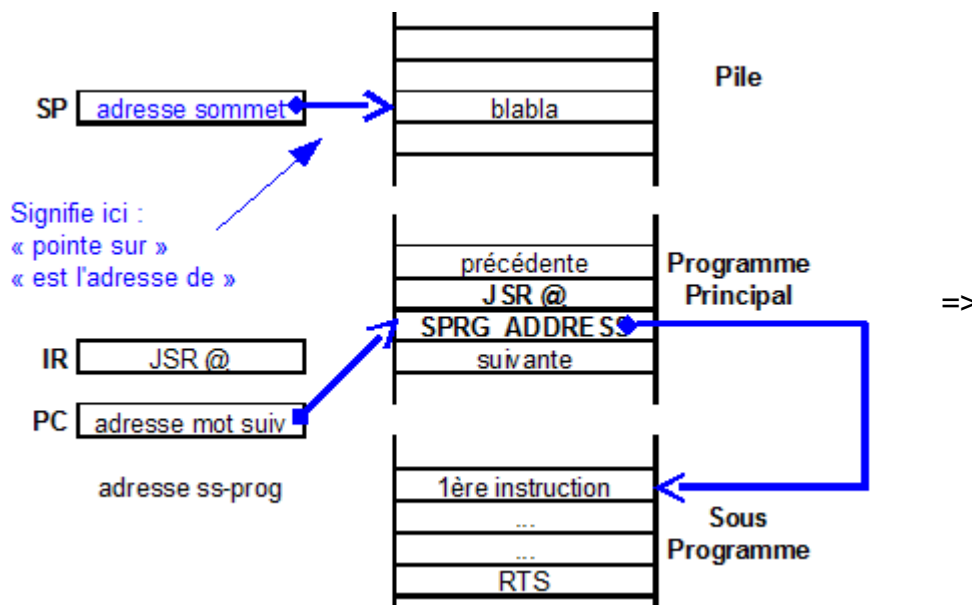 Pile
SP
adresse sommet
blabla
Signifie ici :
« pointe sur »
« est l'adresse de »
précédente
Programme
Principal
JSR @
=>
SPRG ADDRESS
IR
JSR @
suivante
PC
adresse mot suiv
adresse ss-prog
1ère instruction
...
Sous
Programme
...
RTS